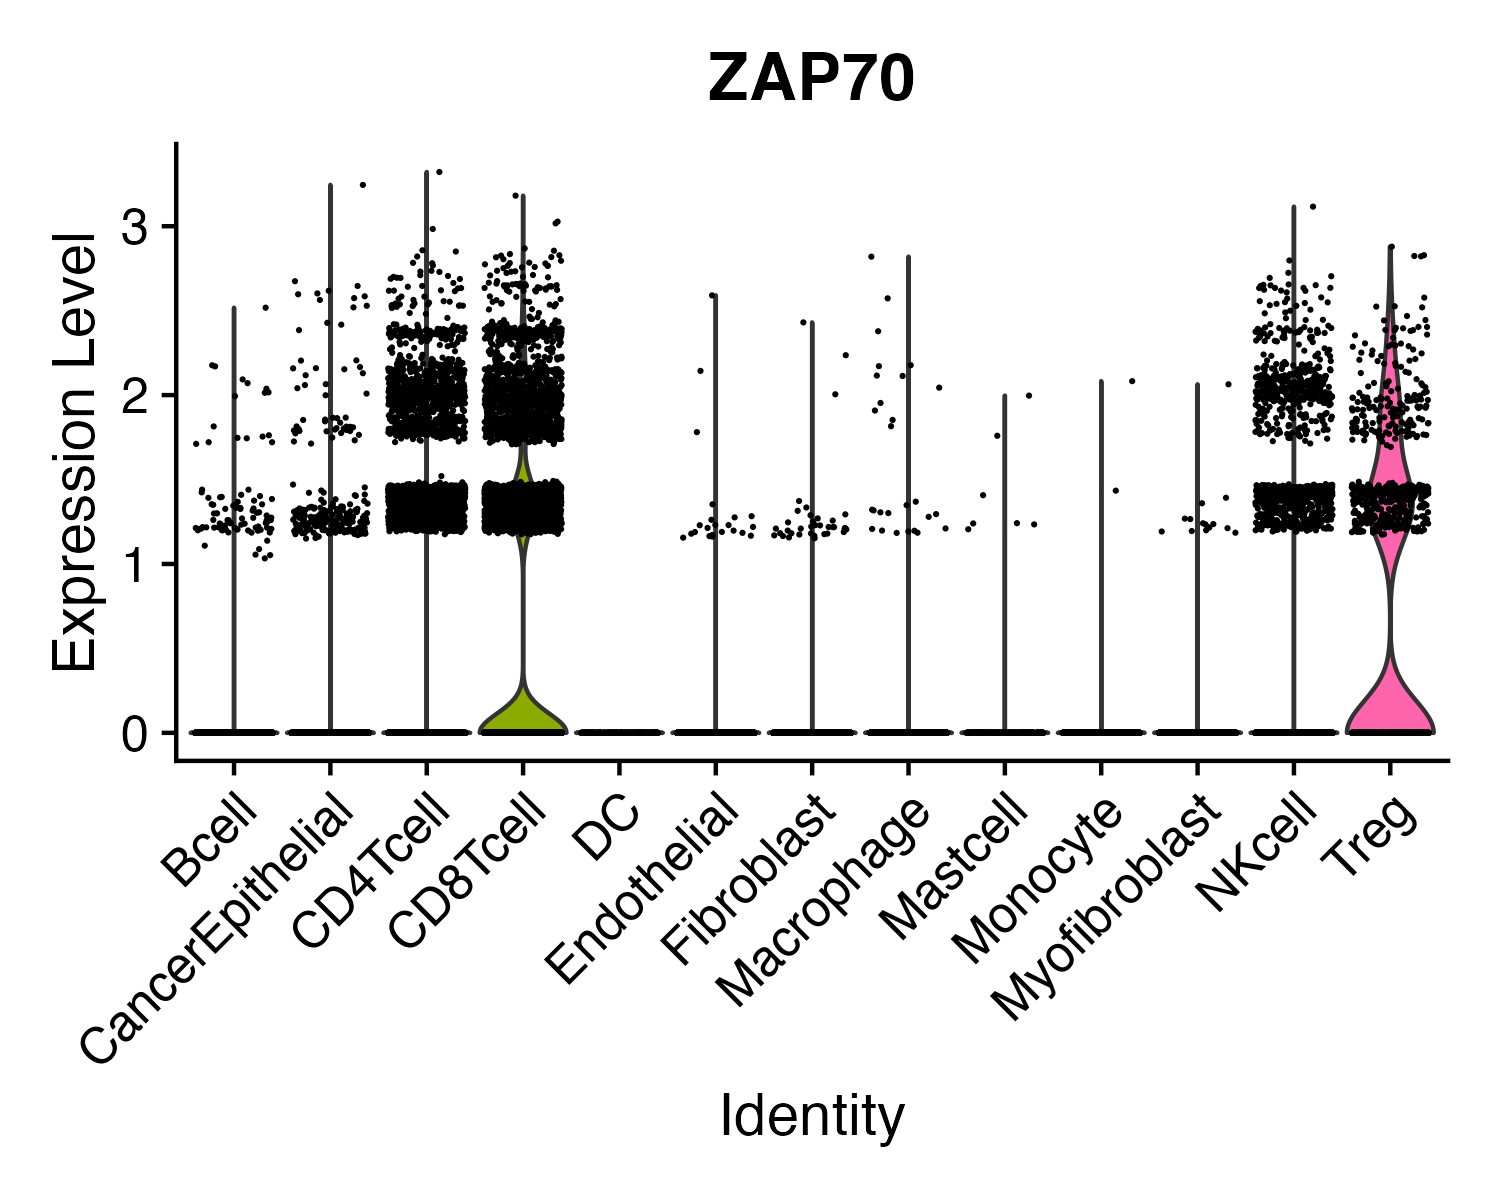 ZAP70
Expression Level
3
2
1
0
Bcell
CancerEpithelial
CD4Tcell
CD8Tcell
DC
Endothelial
Fibroblast
Macrophage
Mastcell
Monocyte
Myofibroblast
NKcell
Treg
Identity